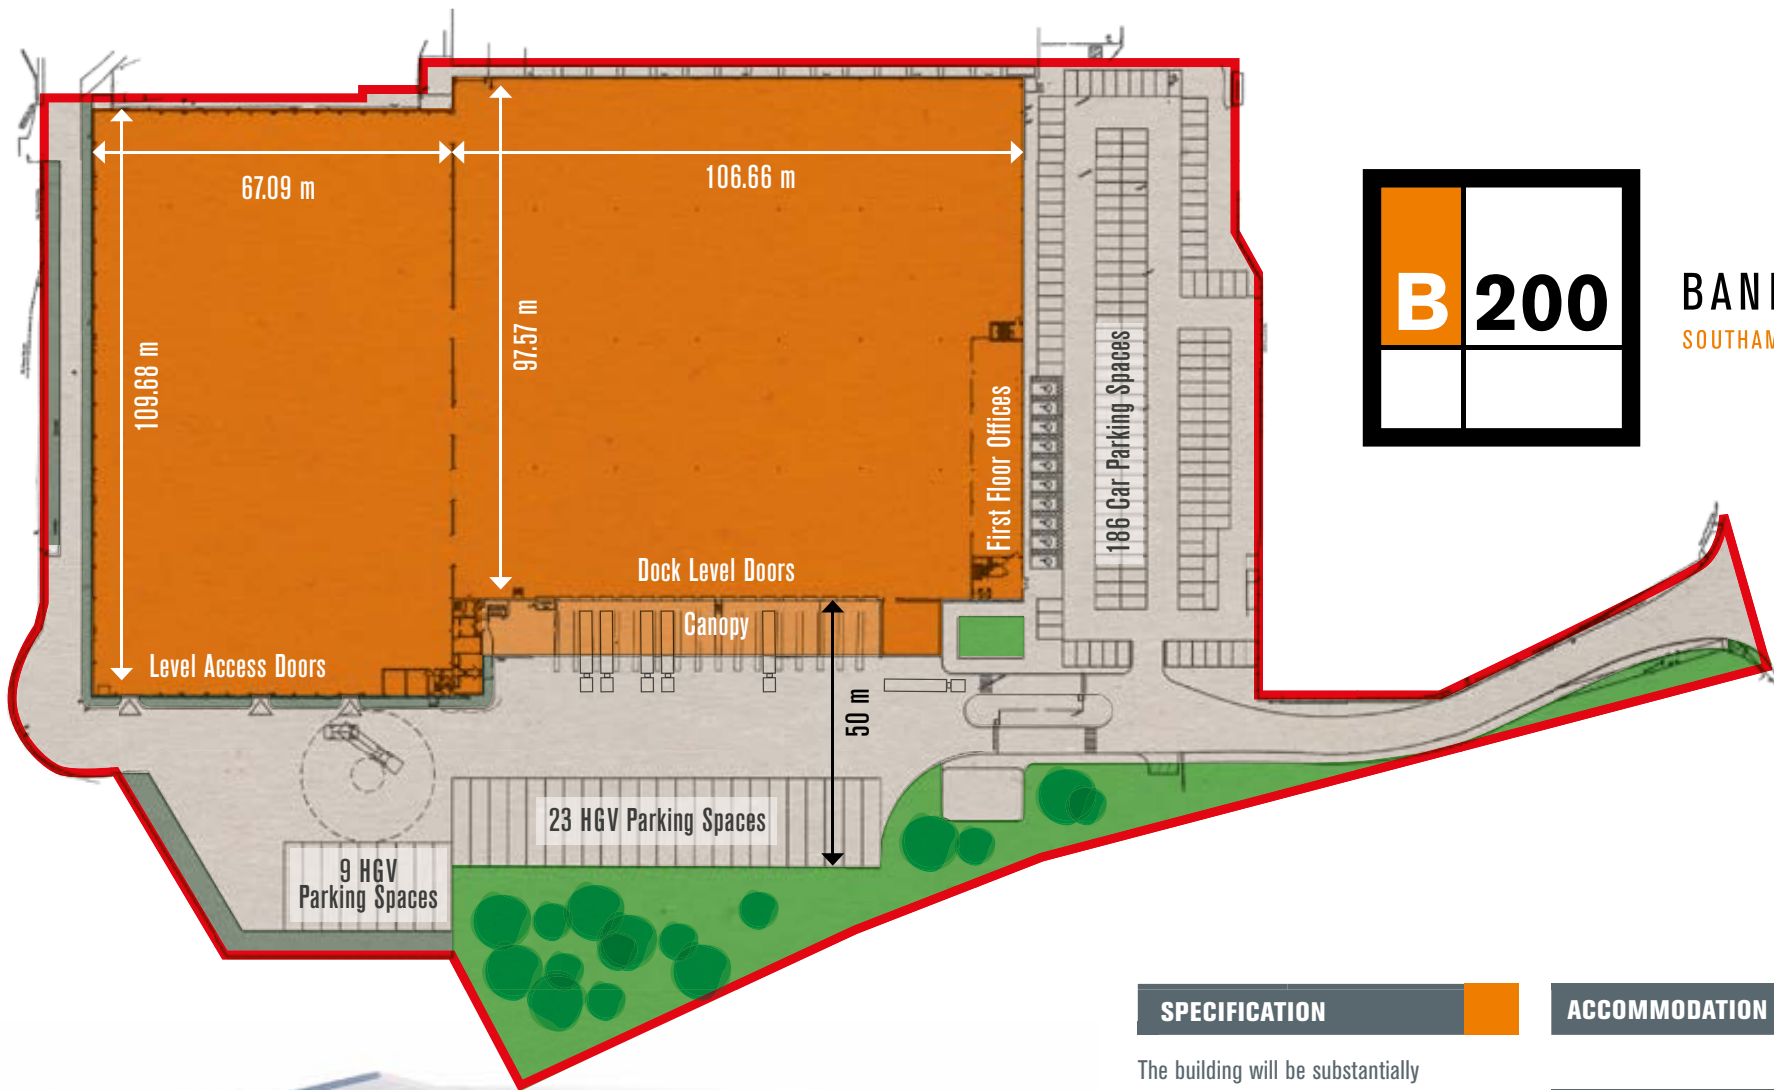 67.09 m
106.66 m
109.68 m
97.57 m
First Floor Offices
186 Car Parking Spaces
Dock Level Doors
Canopy
Level Access Doors
50 m
23 HGV Parking Spaces
9 HGV
Parking Spaces
B 200
SPECIFICATION
ACCOMMODATION
The building will be substantially